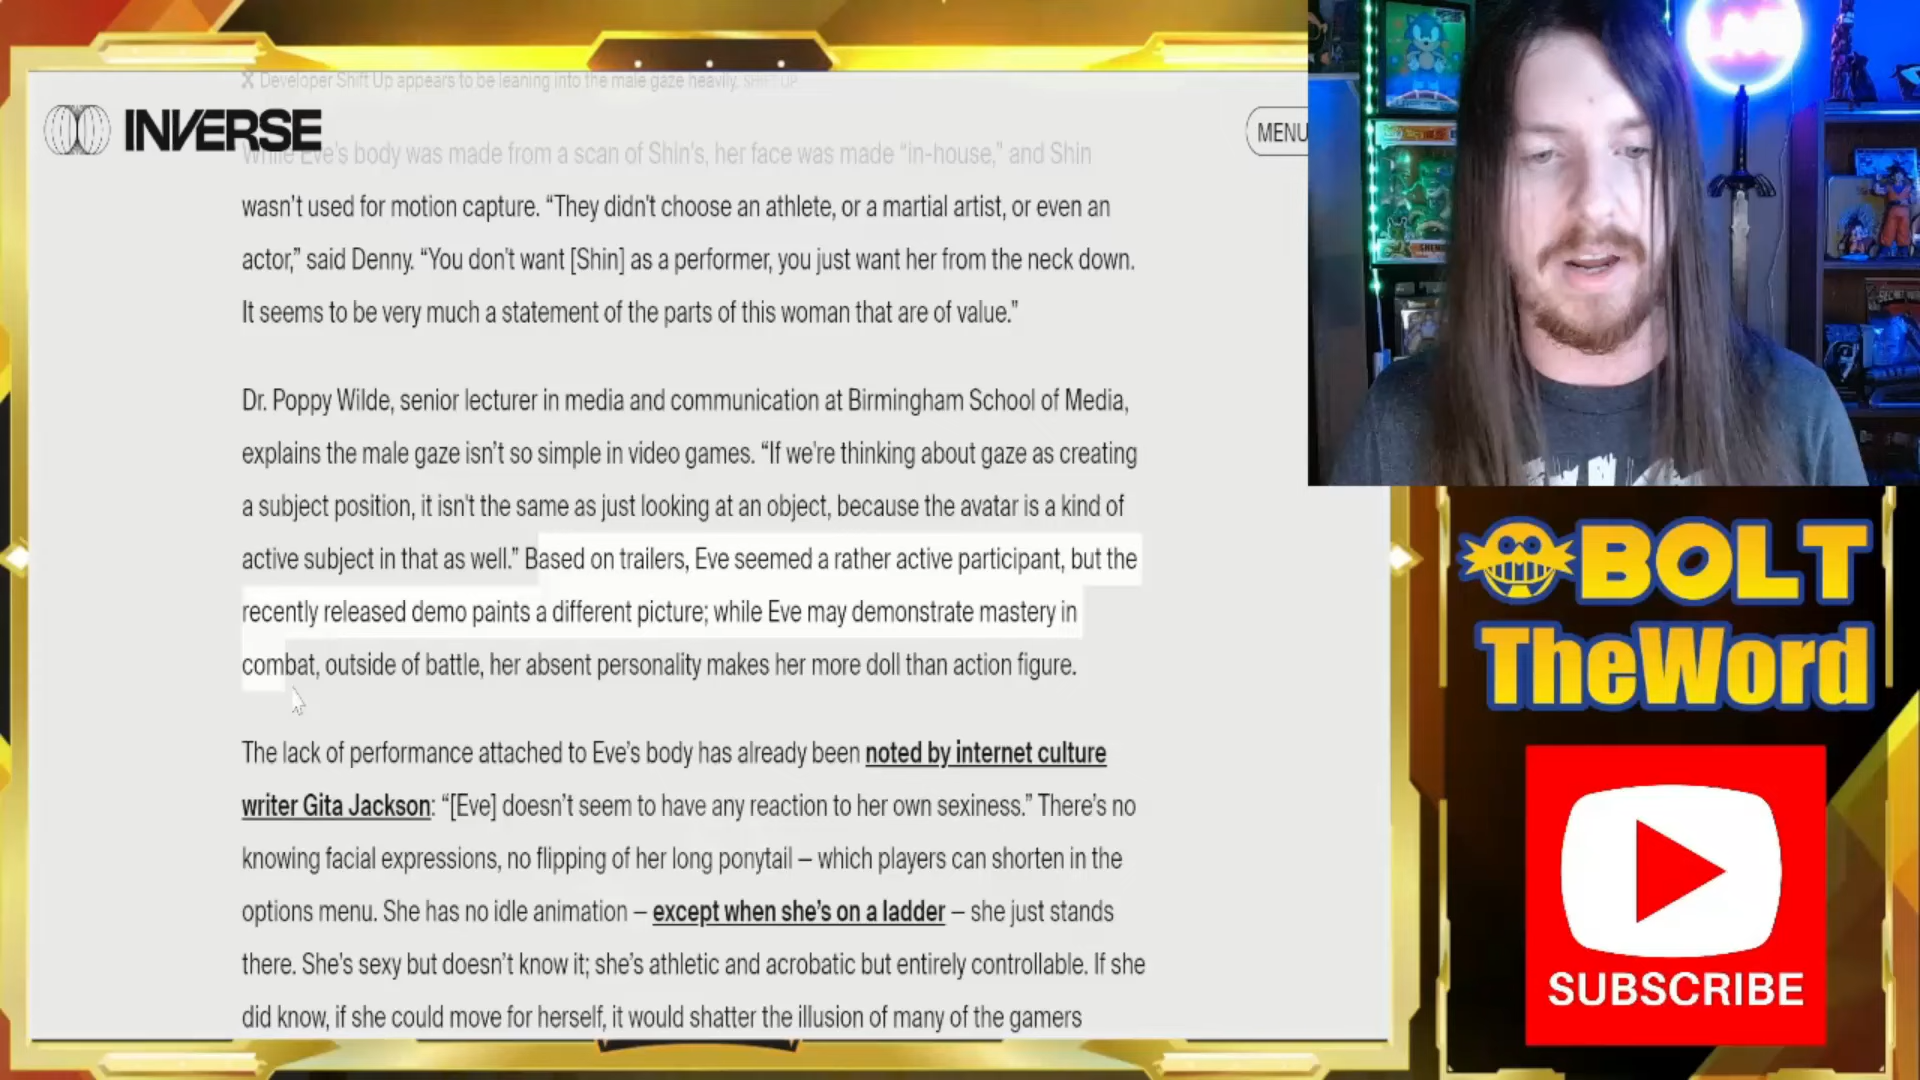 X Developer Shift Up appears to be leaning into the male gaze heavily. SHIFT UP
INVERSE
MENU
While Eve's body was made from a scan of Shin's, her face was made “in-house,” and Shin
wasn't used for motion capture. “They didn't choose an athlete, or a martial artist, or even an
actor,” said Denny. “You don't want [Shin] as a performer, you just want her from the neck down.
It seems to be very much a statement of the parts of this woman that are of value.”
Dr. Poppy Wilde, senior lecturer in media and communication at Birmingham School of Media,
explains the male gaze isn't so simple in video games. “If we're thinking about gaze as creating
a subject position, it isn't the same as just looking at an object, because the avatar is a kind of
active subject in that as well.” Based on trailers, Eve seemed a rather active participant, but the
recently released demo paints a different picture; while Eve may demonstrate mastery in
combat, outside of battle, her absent personality makes her more doll than action figure.
The lack of performance attached to Eve's body has already been noted by internet culture
writer Gita Jackson: “[Eve] doesn't seem to have any reaction to her own sexiness.” There's no
knowing facial expressions, no flipping of her long ponytail – which players can shorten in the
options menu. She has no idle animation – except when she's on a ladder – she just stands
there. She's sexy but doesn't know it; she's athletic and acrobatic but entirely controllable. If she
did know, if she could move for herself, it would shatter the illusion of many of the gamers
BOLT
TheWord
SUBSCRIBE